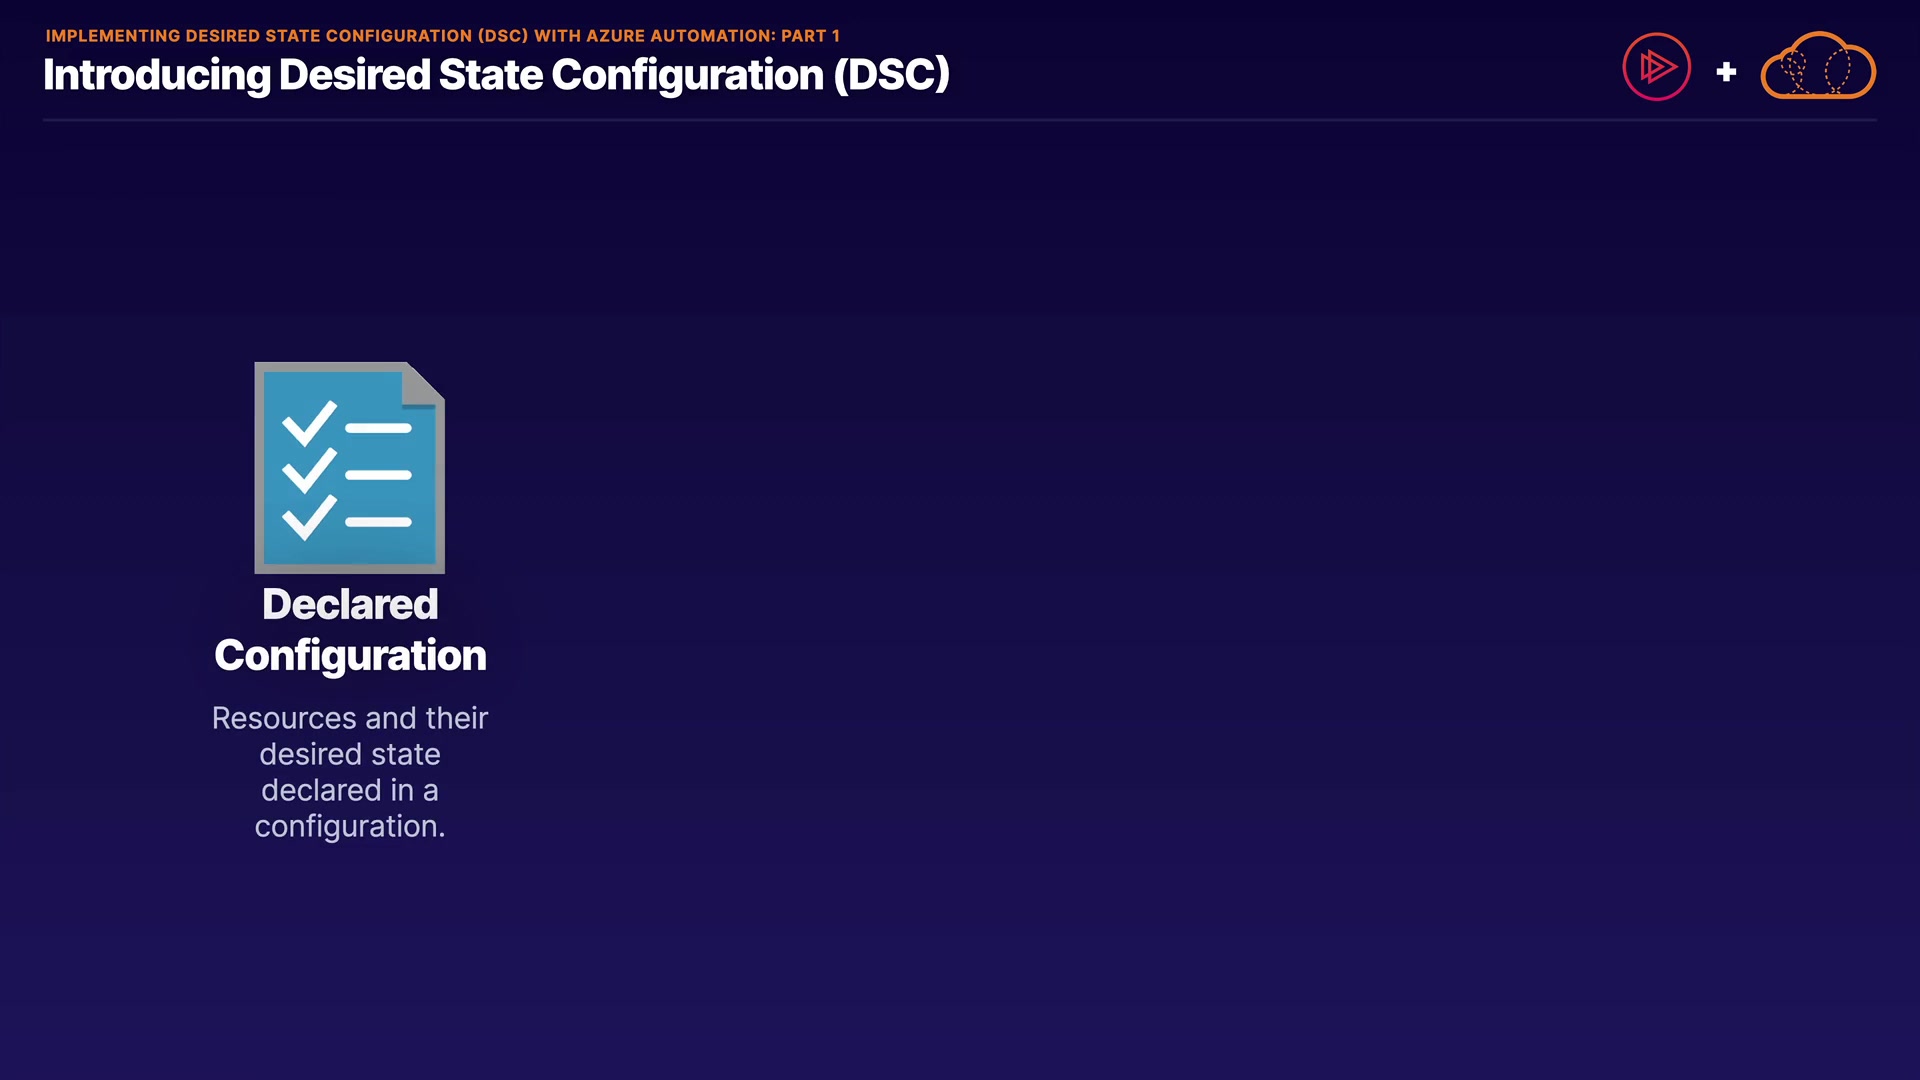 IMPLEMENTING DESIRED STATE CONFIGURATION (DSC) WITH AZURE AUTOMATION: PART 1
Introducing Desired State Configuration (DSC)
+
Declared
Configuration
Resources and their
desired state
declared in a
configuration.